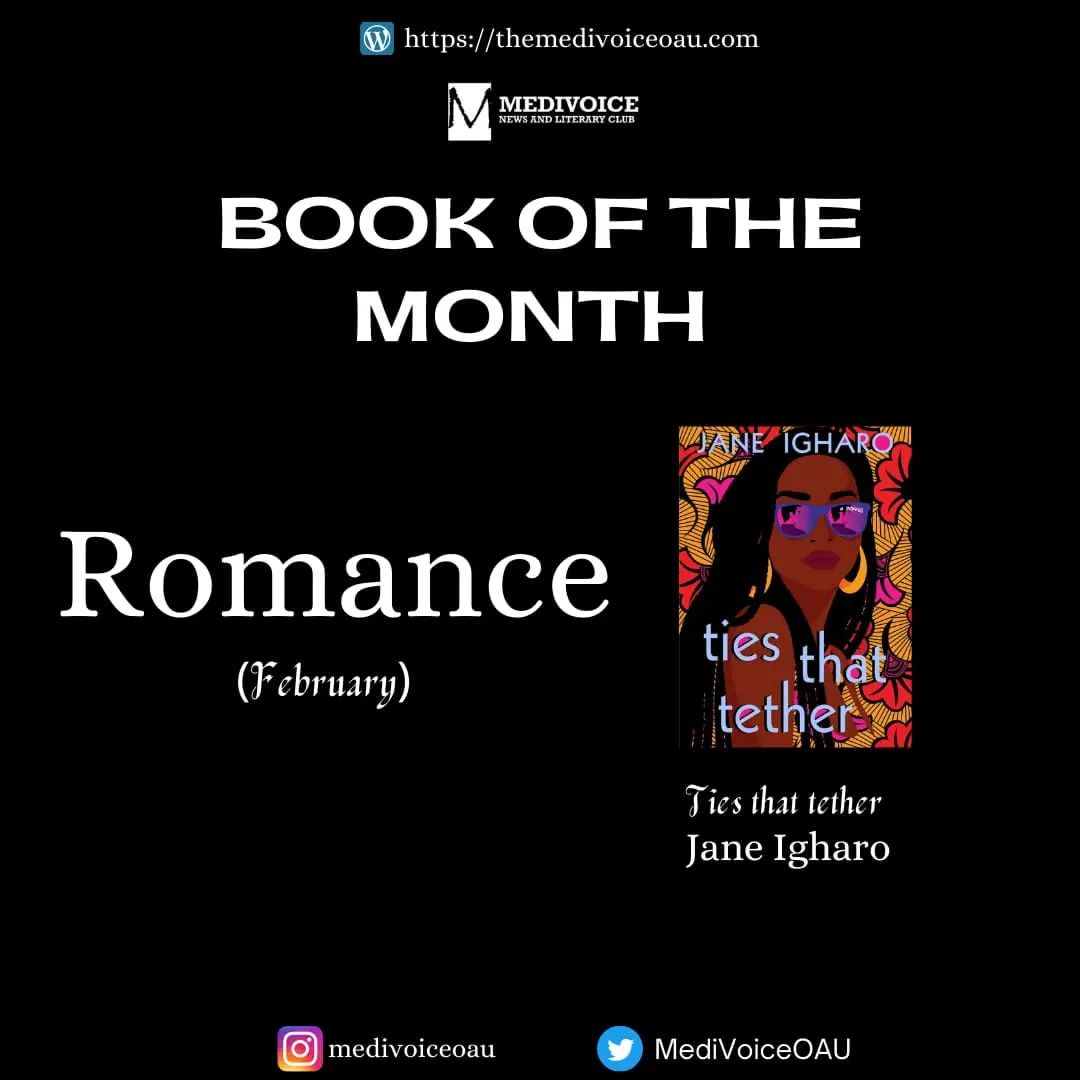 https://themedivoiceoau.com
MEDIVOICE
NEWS AND LITERARY CLUB
BOOK OF THE
MONTH
JANE IGHARO
Romance
ties that
tether
(February)
Ties that tether
Jane Igharo
medivoiceoau
MediVoiceOAU